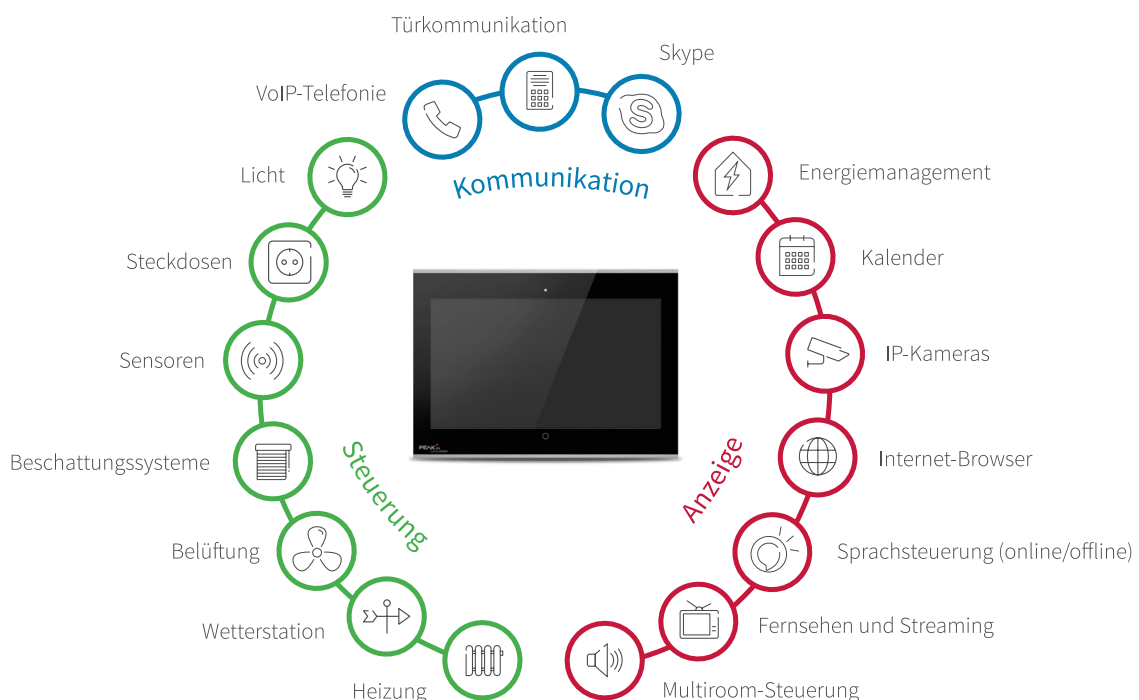 Türkommunikation
Skype
VoIP-Telefonie
Kommunikation
Licht
Steckdosen
Sensoren
Beschattungssysteme
Belüftung
Wetterstation
Heizung
Steuerung
PEAK
Energiemanagement
Kalender
IP-Kameras
Internet-Browser
Sprachsteuerung (online/offline)
Fernsehen und Streaming
Multiroom-Steuerung
Anzeige